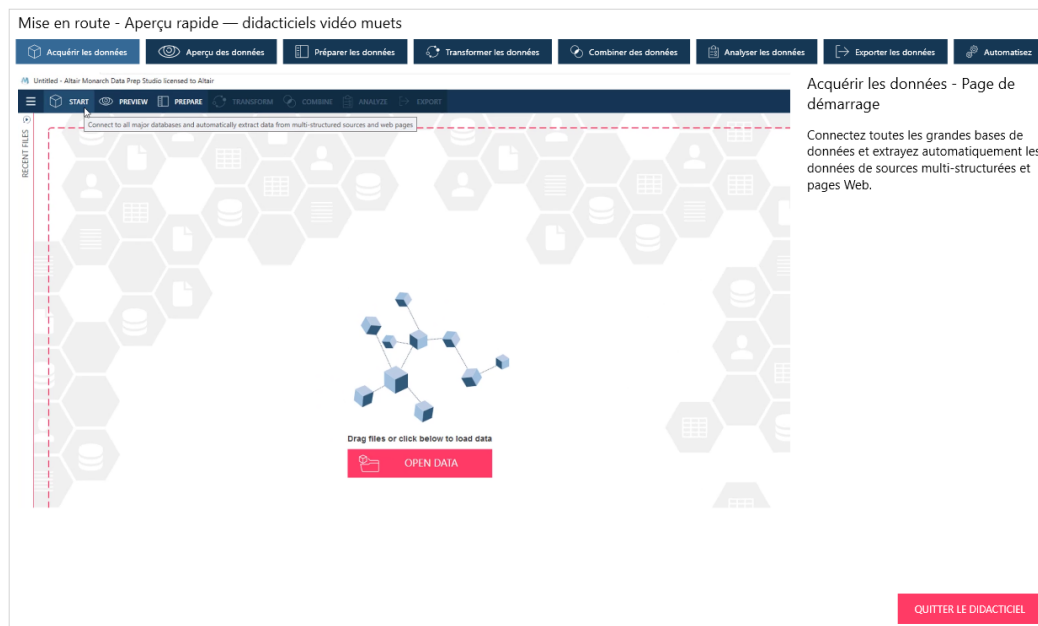 Mise en route - Aperçu rapide — didacticiels vidéo muets
Acquérir les données
Aperçu des données
Préparer les données
Transformer les données
Combiner des données
Analyser les données
Exporter les données
Automatisez
Untitled - Altair Monarch Data Prep Studio licensed to Altair
START
PREVIEW
PREPARE
TRANSFORM
COMBINE
ANALYZE
EXPORT
Connect to all major databases and automatically extract data from multi-structured sources and web pages
RECENT FILES
Drag files or click below to load data
OPEN DATA
Acquérir les données - Page de
démarrage
Connectez toutes les grandes bases de
données et extrayez automatiquement les
données de sources multi-structurées et
pages Web.
QUITTER LE DIDACTICIEL